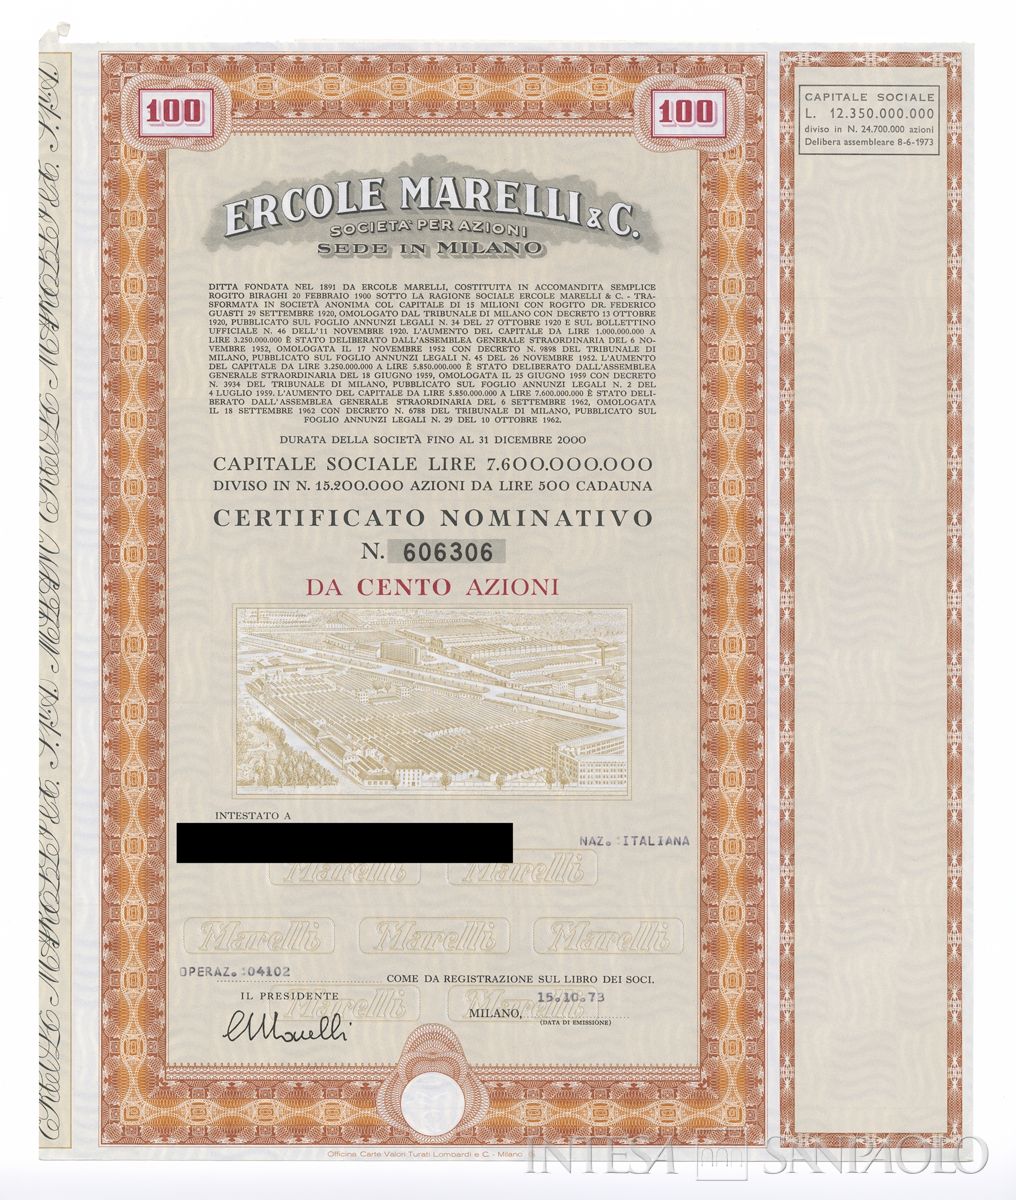 100
100
CAPITALE SOCIALE
L. 12.350.000.000
diviso in N. 24.700.000 azioni
Delibera assembleare 8-6-1973
ERCOLE MARELLI & C.
SOCIETA' PER AZIONI
SEDE IN MILANO
DITTA FONDATA NEL 1891 DA ERCOLE MARELLI, COSTITUITA IN ACCOMANDITA SEMPLICE
ROGITO BIRAGHI 20 FEBBRAIO 1900 SOTTO LA RAGIONE SOCIALE ERCOLE MARELLI & C. - TRA-
SFORMATA IN SOCIETÀ ANONIMA COL CAPITALE DI 15 MILIONI CON ROGITO DR. FEDERICO
GUASTI 29 SETTEMBRE 1920, OMOLOGATO DAL TRIBUNALE DI MILANO CON DECRETO 13 OTTOBRE
1920, PUBBLICATO SUL FOGLIO ANNUNZI LEGALI N. 34 DEL 27 OTTOBRE 1920 E SUL BOLLETTINO
UFFICIALE N. 46 DELL'11 NOVEMBRE 1920. L'AUMENTO DEL CAPITALE DA LIRE 1.000.000.000 A
LIRE 3.250.000.000 È STATO DELIBERATO DALL'ASSEMBLEA GENERALE STRAORDINARIA DEL 6 NO-
VEMBRE 1952, OMOLOGATA IL 17 NOVEMBRE 1952 CON DECRETO N. 9898 DEL TRIBUNALE DI
MILANO, PUBBLICATO SUL FOGLIO ANNUNZI LEGALI N. 45 DEL 26 NOVEMBRE 1952. L'AUMENTO
DEL CAPITALE DA LIRE 3.250.000.000 A LIRE 5.850.000.000 È STATO DELIBERATO DALL'ASSEMBLEA
GENERALE STRAORDINARIA DEL 18 GIUGNO 1959, OMOLOGATA IL 25 GIUGNO 1959 CON DECRETO
N. 3934 DEL TRIBUNALE DI MILANO, PUBBLICATO SUL FOGLIO ANNUNZI LEGALI N. 2 DEL
4 LUGLIO 1959. L'AUMENTO DEL CAPITALE DA LIRE 5.850.000.000 A LIRE 7.600.000.000 È STATO DELI-
BERATO DALL'ASSEMBLEA GENERALE STRAORDINARIA DEL 6 SETTEMBRE 1962, OMOLOGATA
IL 18 SETTEMBRE 1962 CON DECRETO N. 6788 DEL TRIBUNALE DI MILANO, PUBBLICATO SUL
FOGLIO ANNUNZI LEGALI N. 29 DEL 10 OTTOBRE 1962.
DURATA DELLA SOCIETÀ FINO AL 31 DICEMBRE 2000
CAPITALE SOCIALE LIRE 7.600.000.000
DIVISO IN N. 15.200.000 AZIONI DA LIRE 500 CADAUNA
CERTIFICATO NOMINATIVO
N. 606306
DA CENTO AZIONI
INTESTATO A
NAZ. ITALIANA
Marelli Marelli
Marelli Marelli Marelli
OPERAZ. 04102
COME DA REGISTRAZIONE SUL LIBRO DEI SOCI.
IL PRESIDENTE
Marelli Marelli
15.10.73
MILANO,
(DATA DI EMISSIONE)
Officina Carte Valori Turati Lombardi e C. - Milano
INTESA SANPAOLO